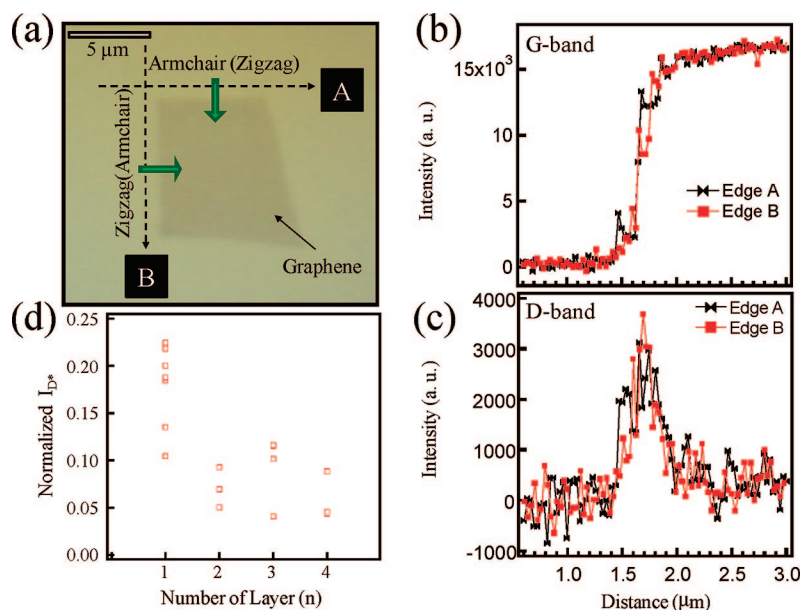 (a)
5 µm
Armchair (Zigzag)
A
Zigzag(Armchair)
B
Graphene
(b)
G-band
Intensity (a. u.)
15x10³
10
5
0
Edge A
Edge B
(c)
D-band
Intensity (a. u.)
4000
3000
2000
1000
0
-1000
Edge A
Edge B
1.0
1.5
2.0
2.5
3.0
Distance (µm)
(d)
Normalized I_D*
0.25
0.20
0.15
0.10
0.05
0.00
1
2
3
4
Number of Layer (n)